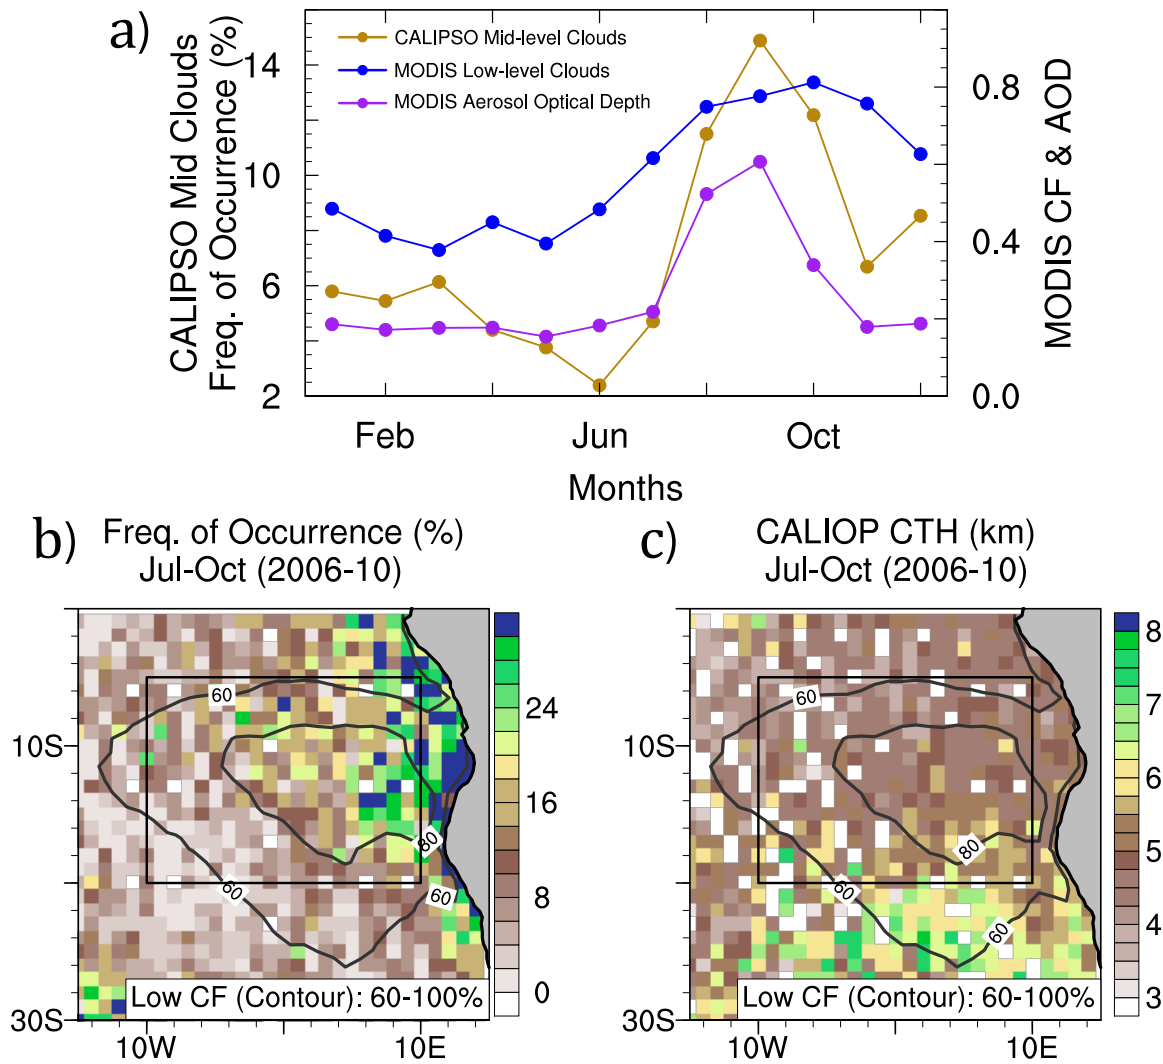 a)
CALIPSO Mid-level Clouds
MODIS Low-level Clouds
MODIS Aerosol Optical Depth
CALIPSO Mid Clouds
Freq. of Occurrence (%)
14
10
6
2
0.8
0.4
0.0
MODIS CF & AOD
Feb
Jun
Oct
Months
b)
Freq. of Occurrence (%)
Jul-Oct (2006-10)
60
80
60
60
10S
30S
10W
10E
Low CF (Contour): 60-100%
24
16
8
0
c)
CALIOP CTH (km)
Jul-Oct (2006-10)
60
80
60
10S
30S
10W
10E
Low CF (Contour): 60-100%
8
7
6
5
4
3